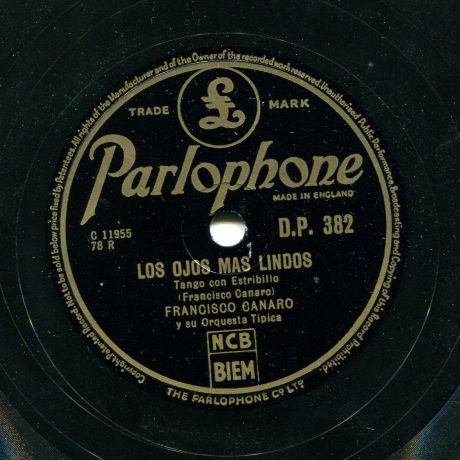 All rights of the Manufacturer and of the Owner of the recorded work reserved. Unauthorised Public Performance, Broadcasting and Copying of this Record Prohibited.
Copyright. Patented Record Not to be sold below price fixed by Patentees.
£
TRADE MARK
Parlophone
MADE IN ENGLAND
C 11955
78 R
D.P. 382
LOS OJOS MAS LINDOS
Tango con Estribillo
(Francisco Canaro)
FRANCISCO CANARO
y su Orquesta Tipica
NCB
BIEM
THE PARLOPHONE CO LTD